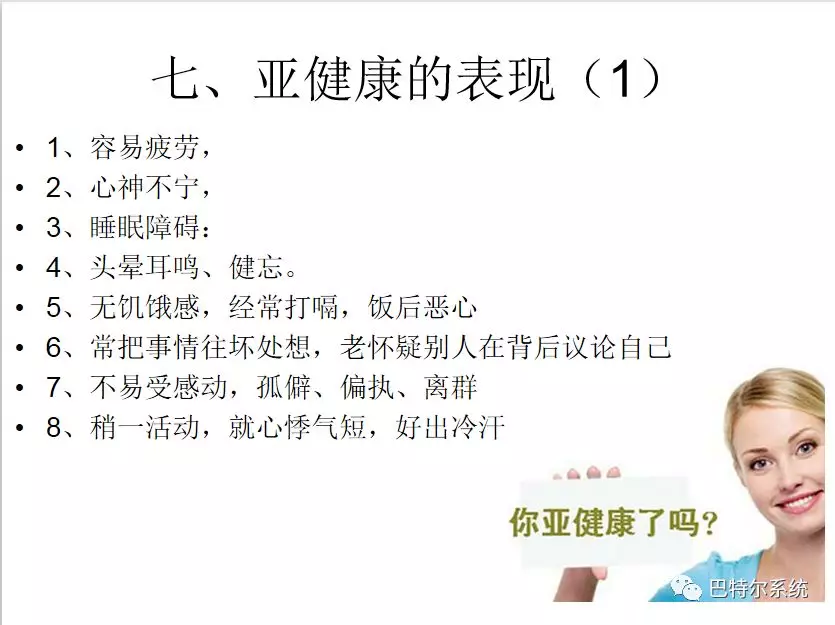 七、亚健康的表现（1）
• 1、容易疲劳，
• 2、心神不宁，
• 3、睡眠障碍：
• 4、头晕耳鸣、健忘。
• 5、无饥饿感，经常打嗝，饭后恶心
• 6、常把事情往坏处想，老怀疑别人在背后议论自己
• 7、不易受感动，孤僻、偏执、离群
• 8、稍一活动，就心悸气短，好出冷汗
你亚健康了吗?
巴特尔系统